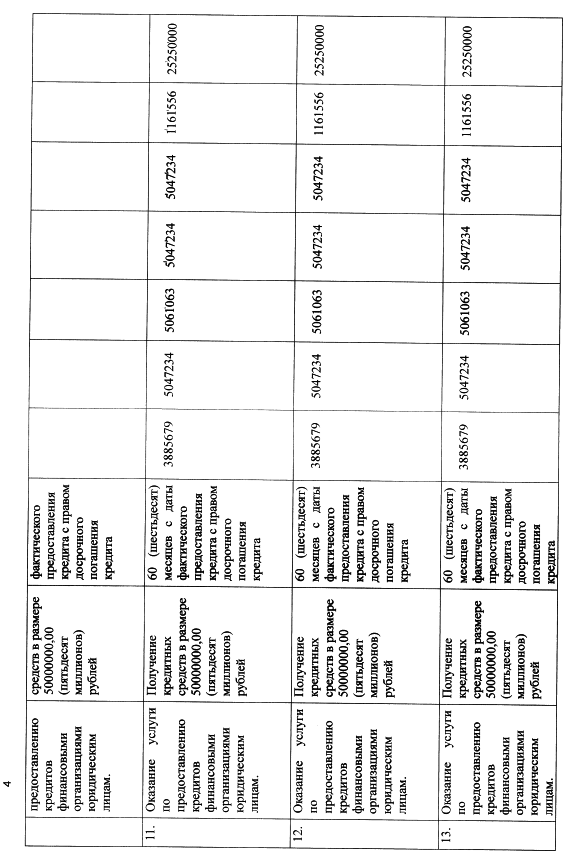 4
предоставлению
кредитов
финансовыми
организациями
юридическим
лицам.
средств в размере
50000000,00
(пятьдесят
миллионов)
рублей
фактического
предоставления
кредита с правом
досрочного
погашения
кредита
11.
Оказание услуги
по
предоставлению
кредитов
финансовыми
организациями
юридическим
лицам.
Получение
кредитных
средств в размере
50000000,00
(пятьдесят
миллионов)
рублей
60 (шестьдесят)
месяцев с даты
фактического
предоставления
кредита с правом
досрочного
погашения
кредита
3885679
5047234
5061063
5047234
5047234
1161556
25250000
12.
Оказание услуги
по
предоставлению
кредитов
финансовыми
организациями
юридическим
лицам.
Получение
кредитных
средств в размере
50000000,00
(пятьдесят
миллионов)
рублей
60 (шестьдесят)
месяцев с даты
фактического
предоставления
кредита с правом
досрочного
погашения
кредита
3885679
5047234
5061063
5047234
5047234
1161556
25250000
13.
Оказание услуги
по
предоставлению
кредитов
финансовыми
организациями
юридическим
лицам.
Получение
кредитных
средств в размере
50000000,00
(пятьдесят
миллионов)
рублей
60 (шестьдесят)
месяцев с даты
фактического
предоставления
кредита с правом
досрочного
погашения
кредита
3885679
5047234
5061063
5047234
5047234
1161556
25250000